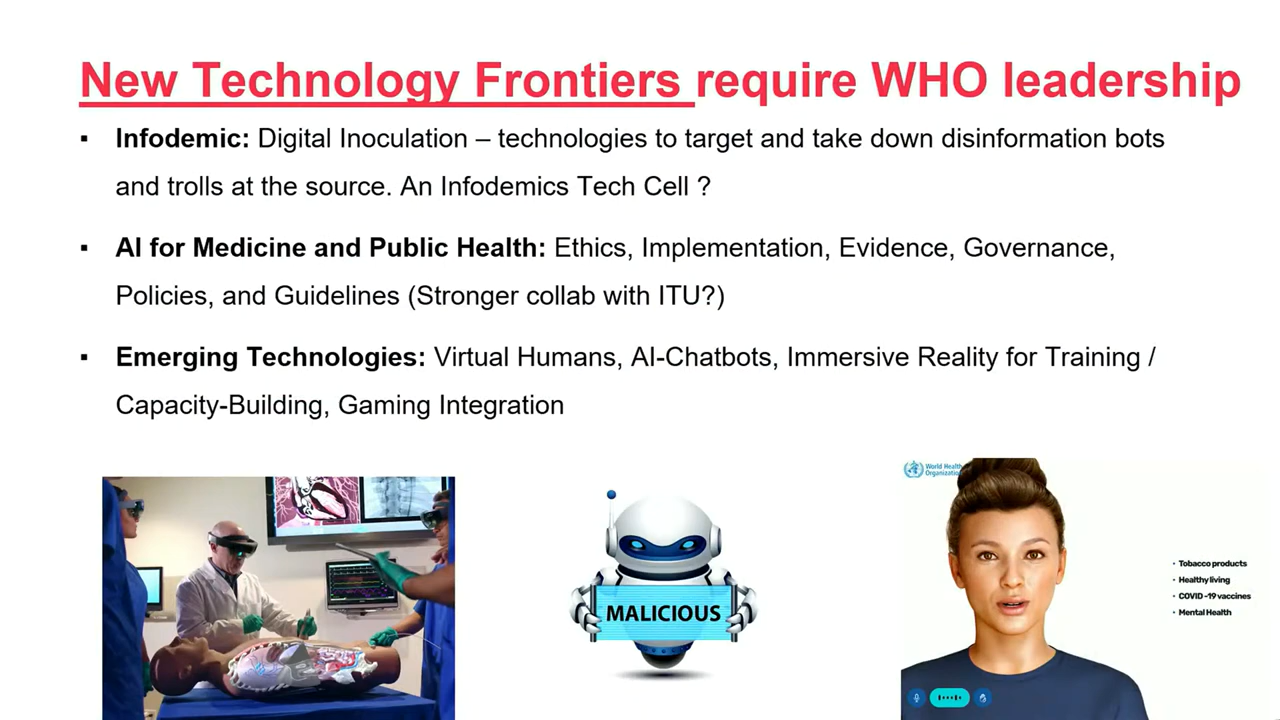 New Technology Frontiers require WHO leadership
▪ Infodemic: Digital Inoculation – technologies to target and take down disinformation bots
and trolls at the source. An Infodemics Tech Cell ?
▪ AI for Medicine and Public Health: Ethics, Implementation, Evidence, Governance,
Policies, and Guidelines (Stronger collab with ITU?)
▪ Emerging Technologies: Virtual Humans, AI-Chatbots, Immersive Reality for Training /
Capacity-Building, Gaming Integration
MALICIOUS
World Health
Organization
• Tobacco products
• Healthy living
• COVID -19 vaccines
• Mental Health